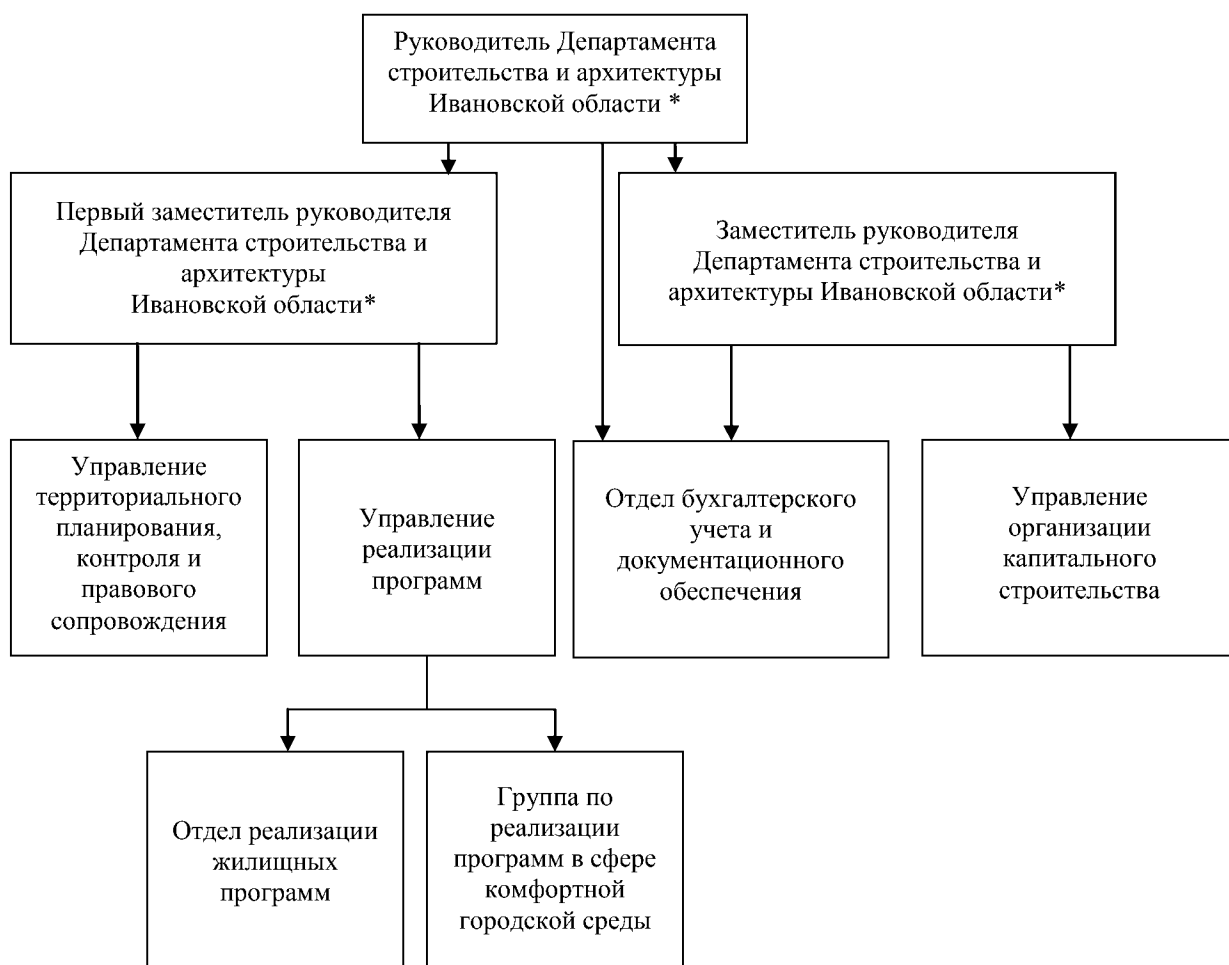 Руководитель Департамента
строительства и архитектуры
Ивановской области *
Первый заместитель руководителя
Департамента строительства и
архитектуры
Ивановской области*
Заместитель руководителя
Департамента строительства и
архитектуры Ивановской области*
Управление
территориального
планирования,
контроля и
правового
сопровождения
Управление
реализации
программ
Отдел бухгалтерского
учета и
документационного
обеспечения
Управление
организации
капитального
строительства
Отдел реализации
жилищных
программ
Группа по
реализации
программ в сфере
комфортной
городской среды